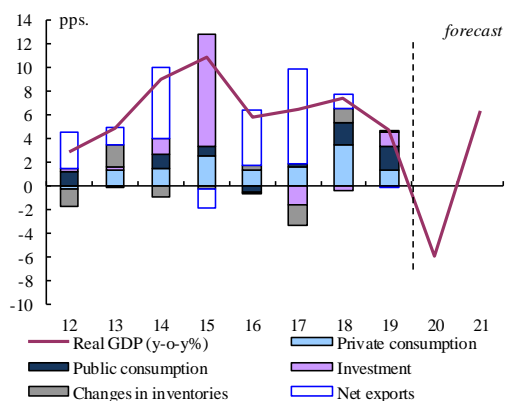 14
pps.
forecast
12
10
8
6
4
2
0
-2
-4
-6
-8
-10
12 13 14 15 16 17 18 19 20 21
Real GDP (y-o-y%) Private consumption
Public consumption Investment
Changes in inventories Net exports